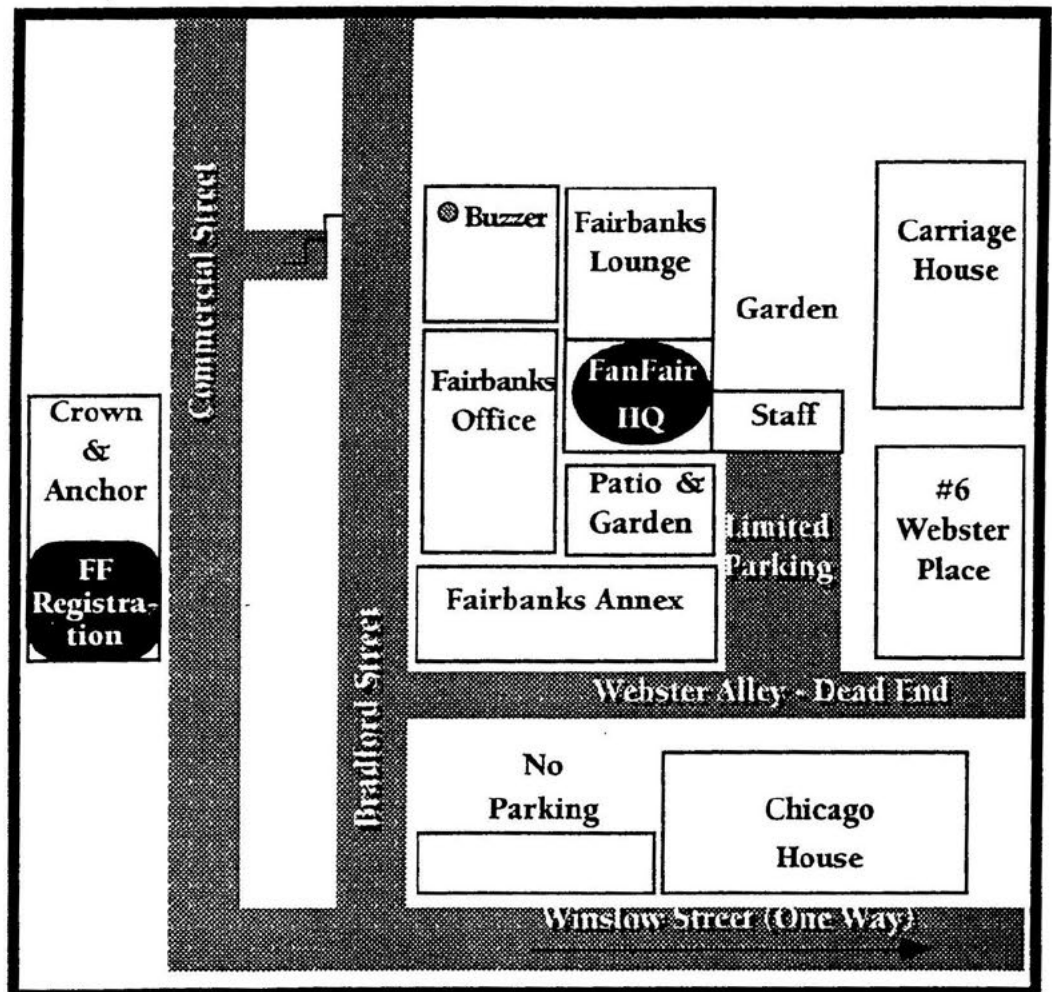 Commercial Street
Bradford Street
Buzzer
Fairbanks
Lounge
Carriage
House
Garden
Crown
&
Anchor
FF
Registra-
tion
Fairbanks
Office
FanFair
HQ
Staff
Patio &
Garden
Limited
Parking
#6
Webster
Place
Fairbanks Annex
Webster Alley - Dead End
No
Parking
Chicago
House
Winslow Street (One Way)